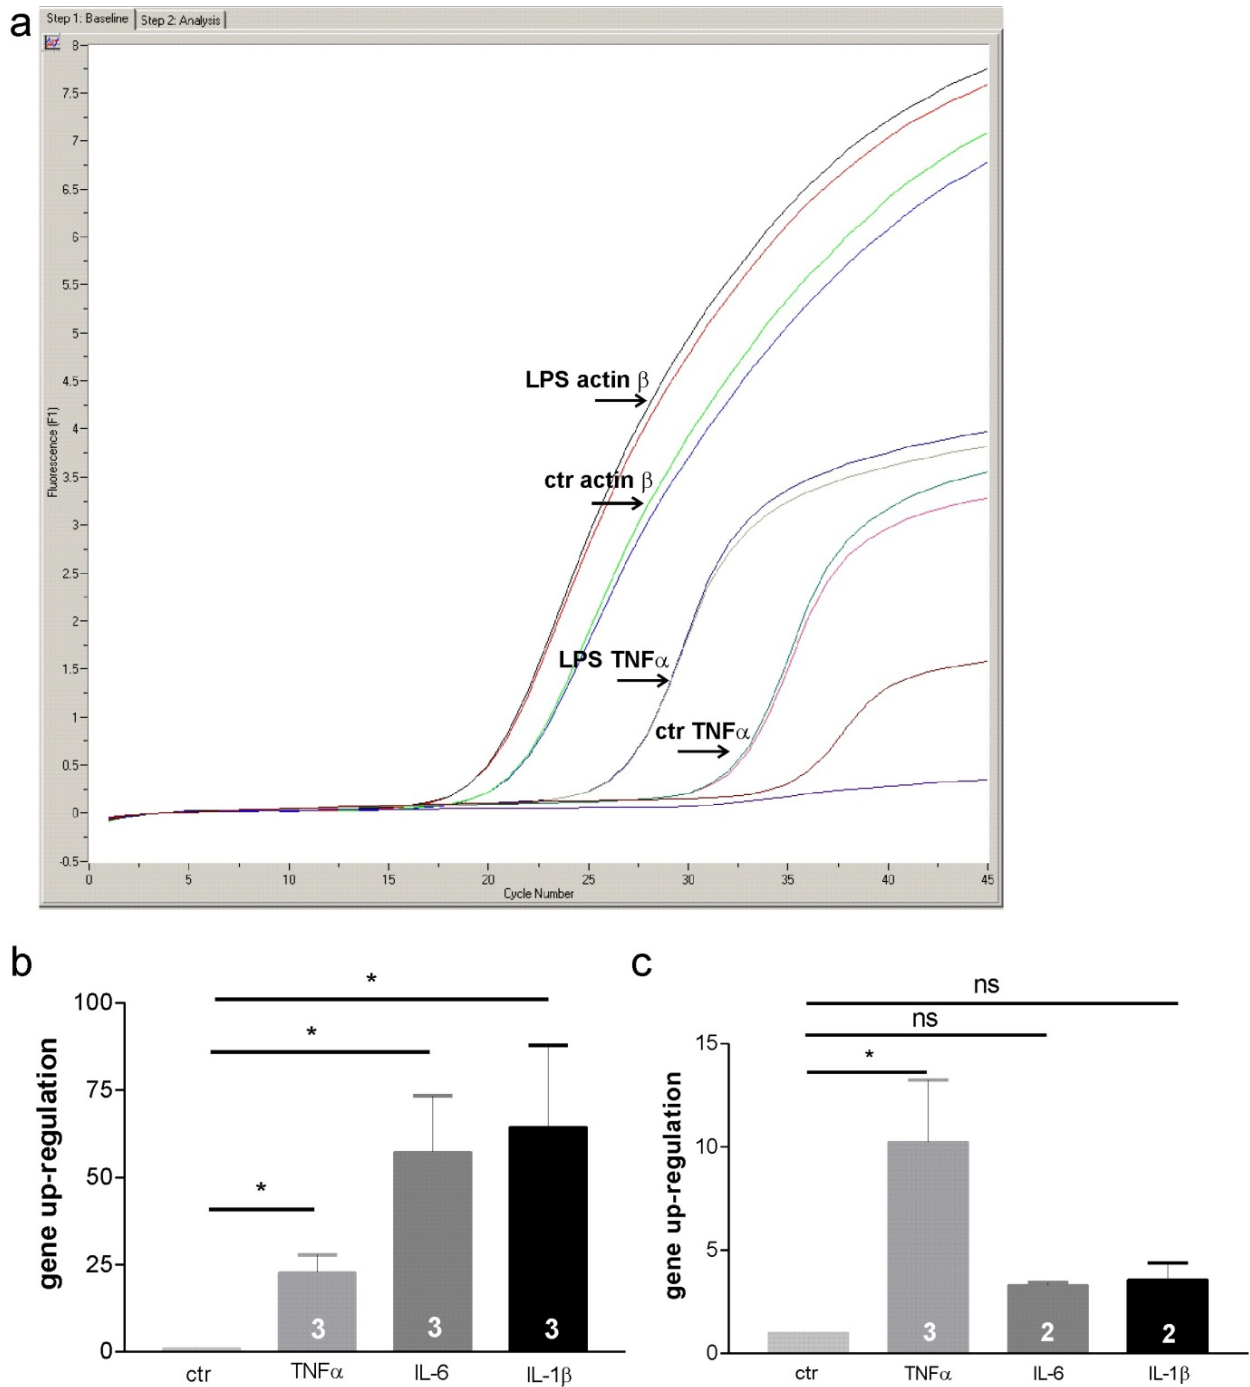 a
Step 1: Baseline Step 2: Analysis
8
7.5
7
6.5
6
5.5
5
4.5
4
3.5
3
2.5
2
1.5
1
0.5
0
-0.5
Fluorescence (F1)
LPS actin β
ctr actin β
LPS TNFα
ctr TNFα
0 5 10 15 20 25 30 35 40 45
Cycle Number
b
gene up-regulation
100
75
50
25
0
*
*
*
3 3 3
ctr TNFα IL-6 IL-1β
c
gene up-regulation
15
10
5
0
ns
ns
*
3 2 2
ctr TNFα IL-6 IL-1β